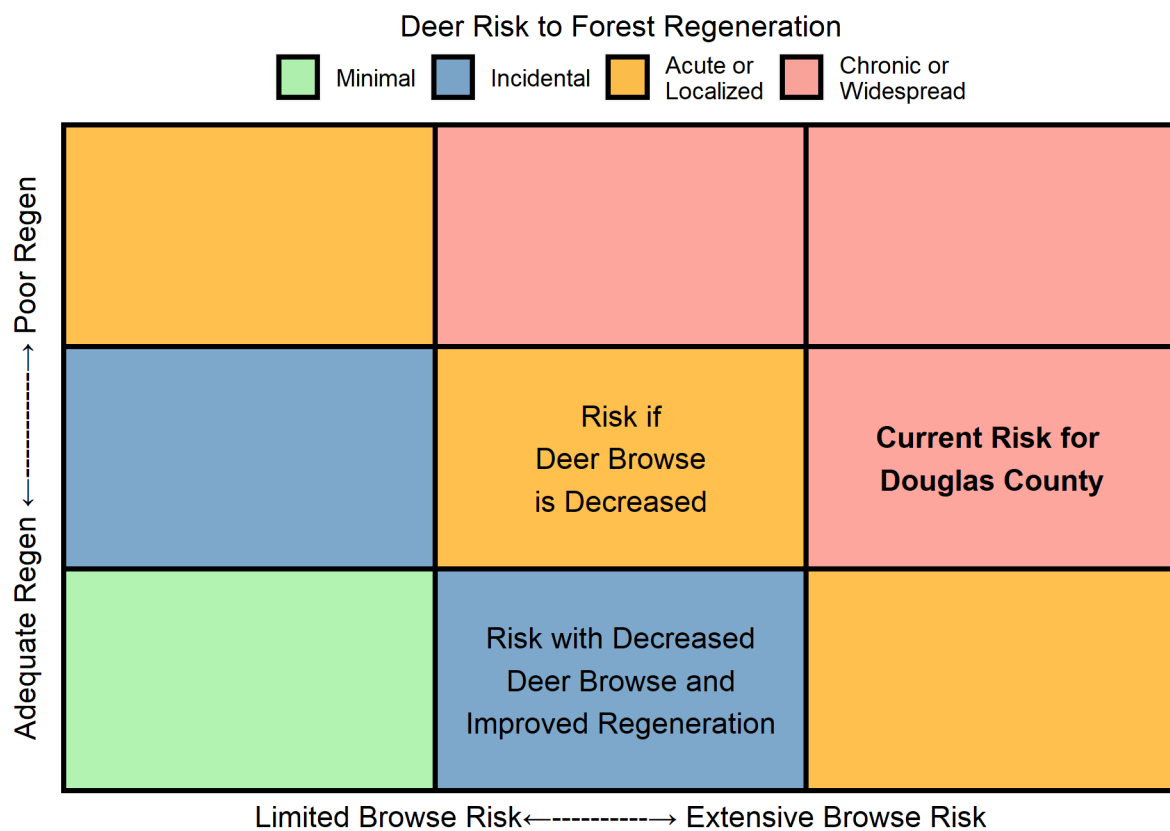 Deer Risk to Forest Regeneration
Minimal
Incidental
Acute or
Localized
Chronic or
Widespread
Adequate Regen ←----------→ Poor Regen
Risk if
Deer Browse
is Decreased
Current Risk for
Douglas County
Risk with Decreased
Deer Browse and
Improved Regeneration
Limited Browse Risk←----------→ Extensive Browse Risk